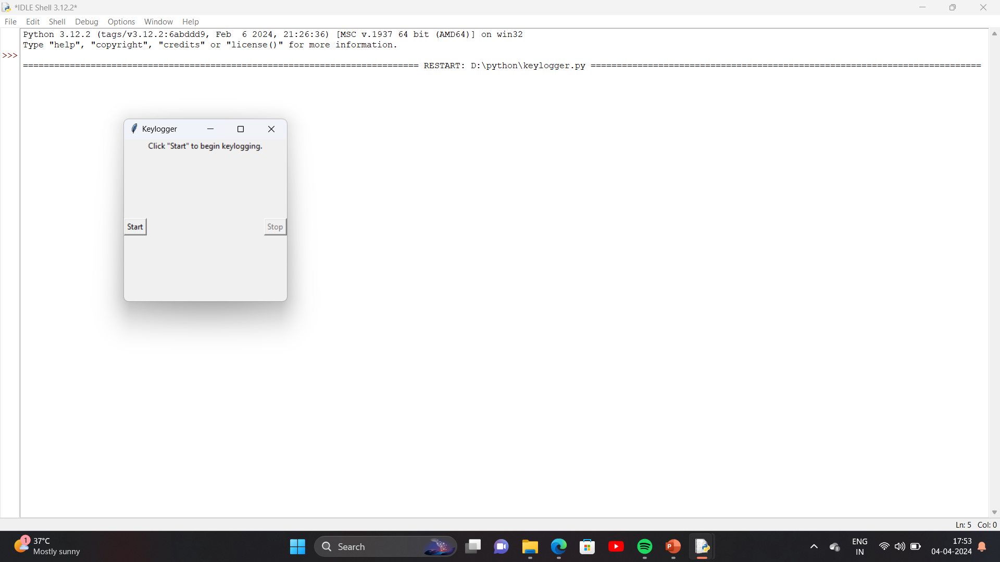 *IDLE Shell 3.12.2*
File Edit Shell Debug Options Window Help
Python 3.12.2 (tags/v3.12.2:6abddd9, Feb  6 2024, 21:26:36) [MSC v.1937 64 bit (AMD64)] on win32
Type "help", "copyright", "credits" or "license()" for more information.
>>>
============================================================================ RESTART: D:\python\keylogger.py ===========================================================================
Keylogger
Click "Start" to begin keylogging.
Start Stop
Ln: 5 Col: 0
1
37°C
Mostly sunny
Search
P
ENG
IN
17:53
04-04-2024